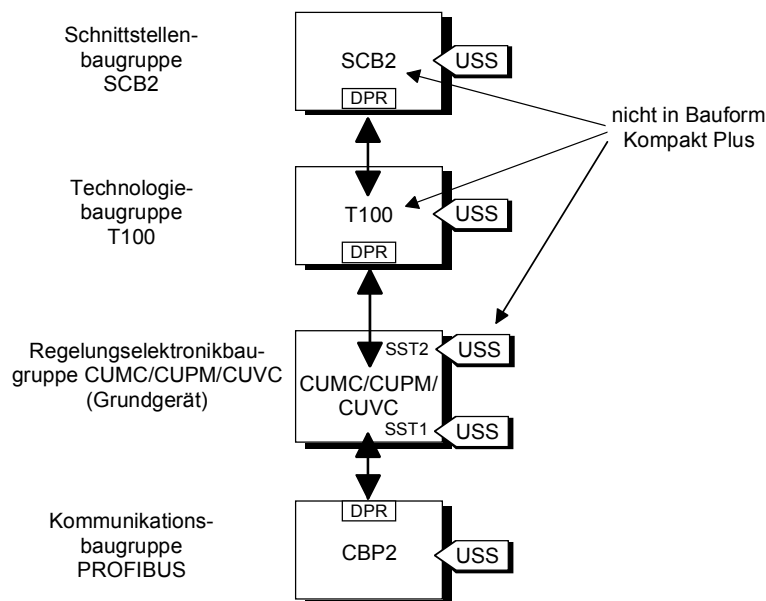 Schnittstellen-
baugruppe
SCB2
SCB2
DPR
USS
nicht in Bauform
Kompakt Plus
Technologie-
baugruppe
T100
T100
DPR
USS
Regelungselektronikbau-
gruppe CUMC/CUPM/CUVC
(Grundgerät)
SST2
CUMC/CUPM/
CUVC
SST1
USS
USS
Kommunikations-
baugruppe
PROFIBUS
DPR
CBP2
USS